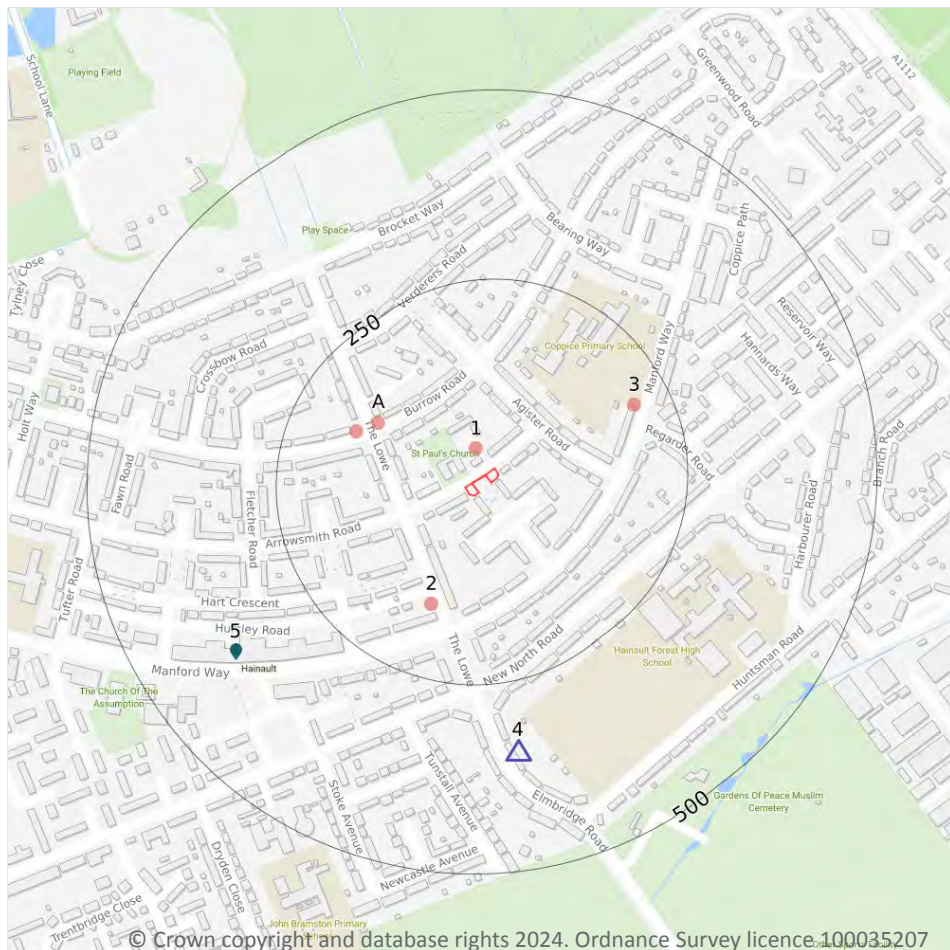 School Lane
Playing Field
A1112
Greenwood Road
Play Space
Brocket Way
Bearing Way
Coppice Path
Tylney Close
Verderers Road
250
Reservoir Way
Hannards Way
Coppice Primary School
Manford Way
Crossbow Road
Holt Way
A
Burrow Road
3
The Lowe
1
Agister Road
St Paul's Church
Regarder Road
Branch Road
Fawn Road
Fletcher Road
Arrowsmith Road
Harbourer Road
Tufter Road
2
Hart Crescent
5
Huntsley Road
Hainault
Manford Way
The Lowe
New North Road
Hainault Forest High
School
Huntsman Road
The Church Of The
Assumption
4
Tunstall Avenue
Stoke Avenue
Elmbridge Road
500
Gardens Of Peace Muslim
Cemetery
Dryden Close
Newcastle Avenue
Trentbridge Close
John Bramston Primary
© Crown copyright and database rights 2024. Ordnance Survey licence 100035207